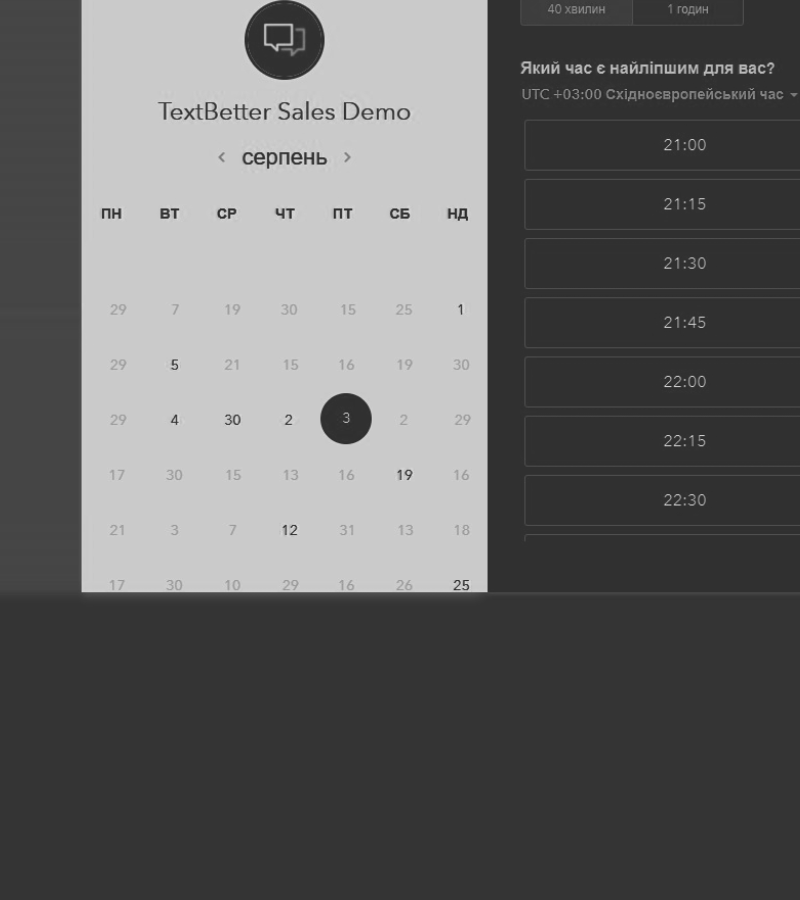 TextBetter Sales Demo
< серпень >
ПН ВТ СР ЧТ ПТ СБ НД
29 7 19 30 15 25 1
29 5 21 15 16 19 30
29 4 30 2 3 2 29
17 30 15 13 16 19 16
21 3 7 12 31 13 18
17 30 10 29 16 26 25
40 хвилин 1 годин
Який час є найліпшим для вас?
UTC +03:00 Східноєвропейський час
21:00
21:15
21:30
21:45
22:00
22:15
22:30